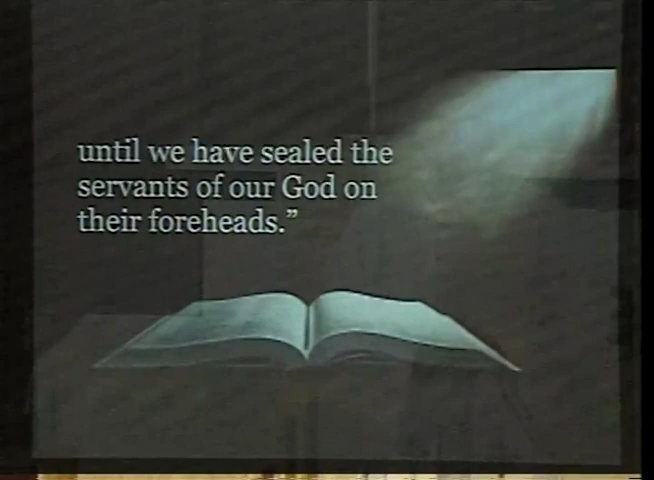 until we have sealed the
servants of our God on
their foreheads.”